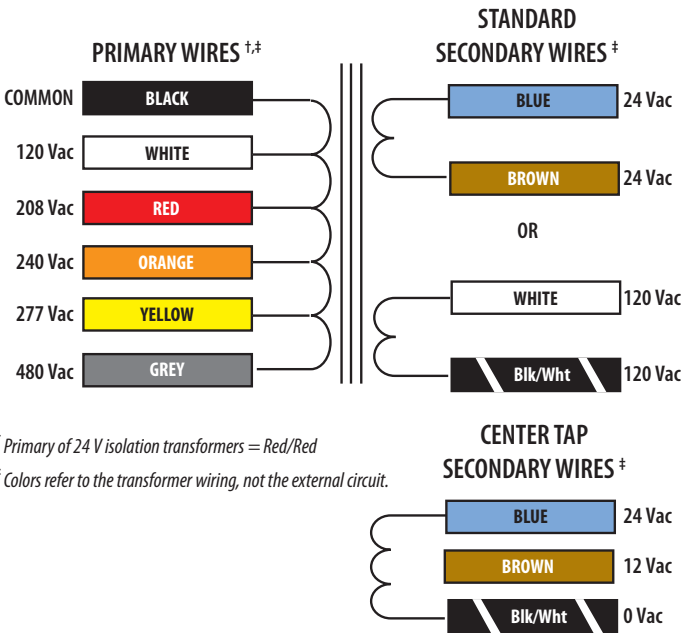 PRIMARY WIRES †,‡
COMMON BLACK
120 Vac WHITE
208 Vac RED
240 Vac ORANGE
277 Vac YELLOW
480 Vac GREY
STANDARD
SECONDARY WIRES ‡
BLUE 24 Vac
BROWN 24 Vac
OR
WHITE 120 Vac
Blk/Wht 120 Vac
Primary of 24 V isolation transformers = Red/Red
Colors refer to the transformer wiring, not the external circuit.
CENTER TAP
SECONDARY WIRES ‡
BLUE 24 Vac
BROWN 12 Vac
Blk/Wht 0 Vac